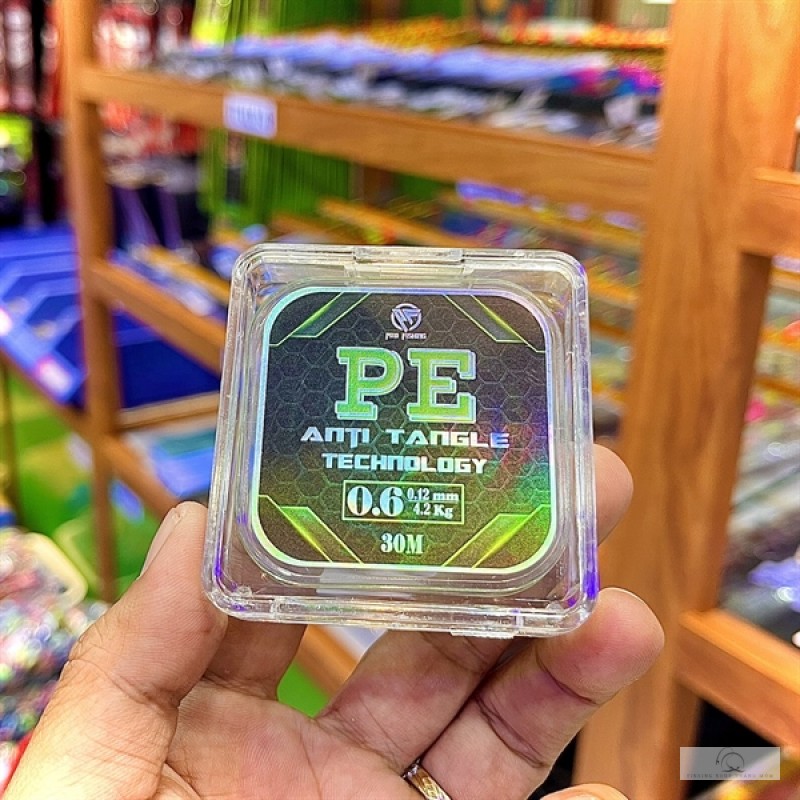 PE
ANTI TANGLE
TECHNOLOGY
0.6
0.12 mm
4.2 Kg
30M